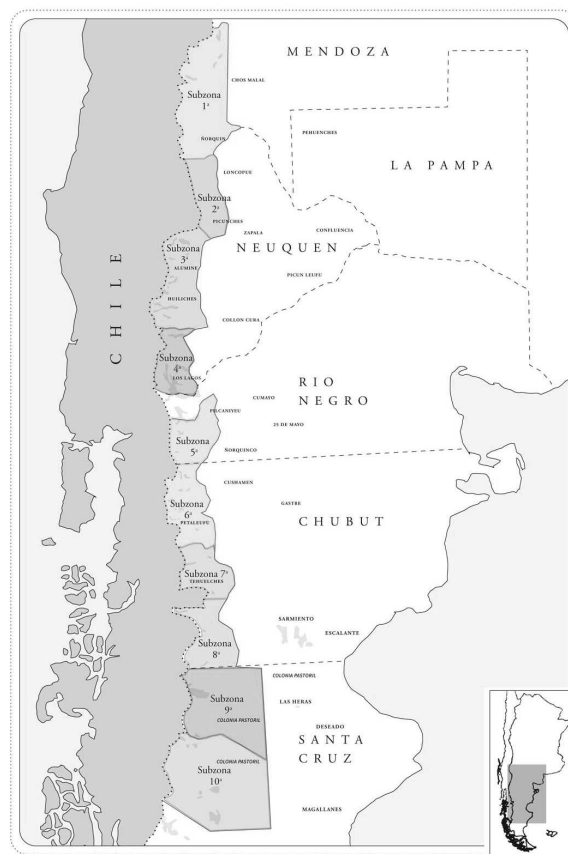 MENDOZA
CHOS MALAL
Subzona
1ª
ÑORQUIN
PEHUENCHES
LA PAMPA
LONCOPUE
Subzona
2ª
PICUNCHES
ZAPALA
CONFLUENCIA
NEUQUEN
Subzona
3ª
ALUMINE
PICUN LEUFU
HUILICHES
CHILE
COLLON CURA
Subzona
4ª
LOS LAGOS
RIO
NEGRO
CUMAYO
PILCANIYEU
25 DE MAYO
Subzona
5ª
ÑORQUINCO
CUSHAMEN
Subzona
6ª
GASTRE
PETALEUFU
CHUBUT
Subzona 7ª
TEHUELCHES
SARMIENTO
ESCALANTE
Subzona
8ª
COLONIA PASTORIL
Subzona
9ª
LAS HERAS
COLONIA PASTORIL
DESEADO
SANTA
CRUZ
COLONIA PASTORIL
Subzona
10ª
MAGALLANES